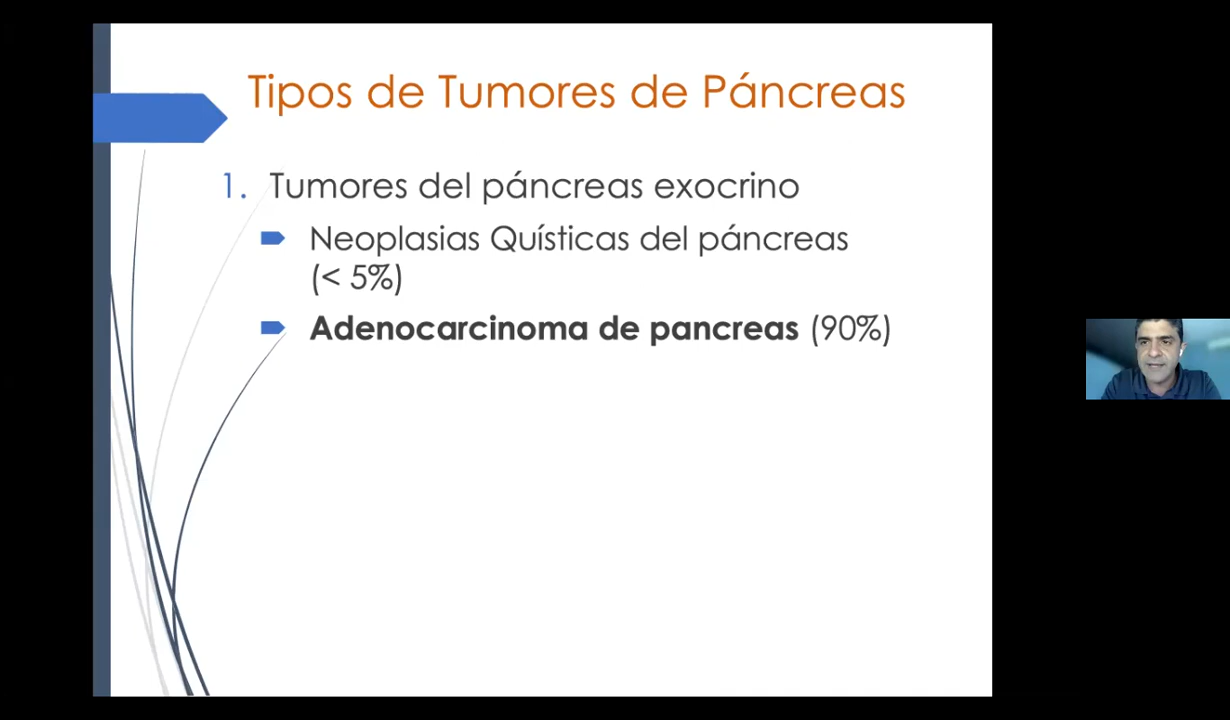 Tipos de Tumores de Páncreas
1. Tumores del páncreas exocrino
Neoplasias Quísticas del páncreas
(< 5%)
Adenocarcinoma de pancreas (90%)